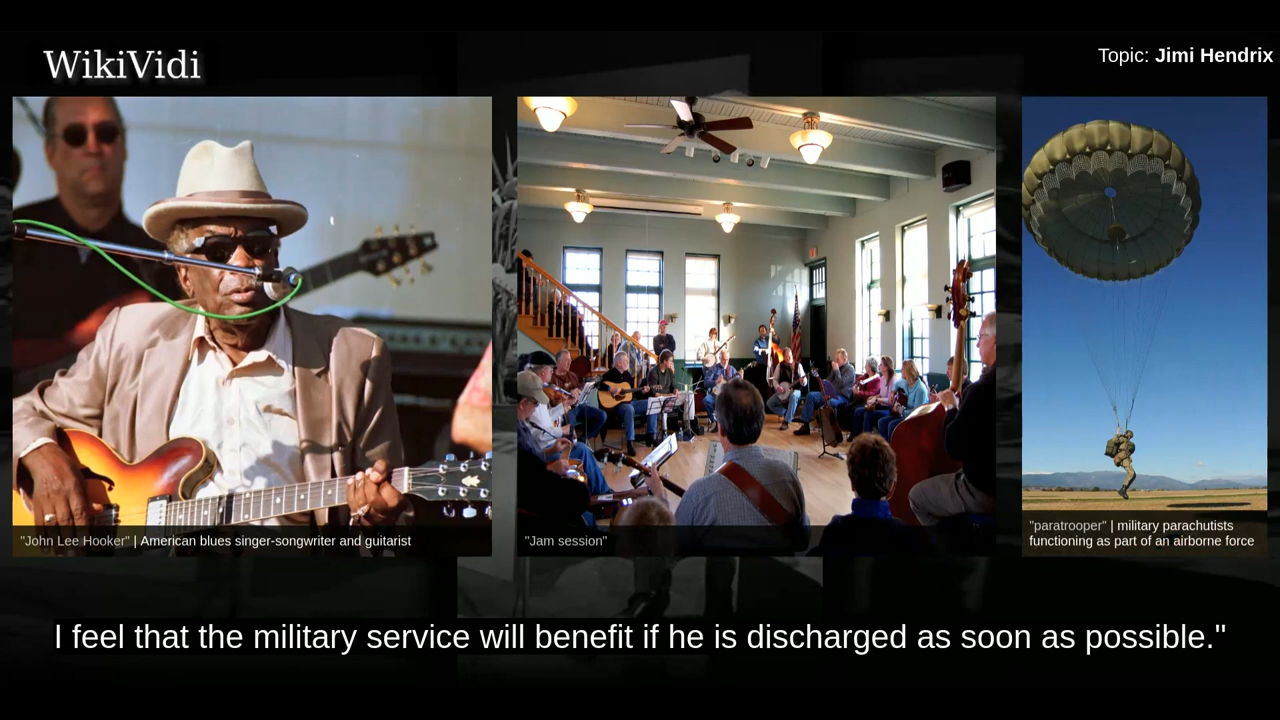 WikiVidi
Topic: Jimi Hendrix
"John Lee Hooker" | American blues singer-songwriter and guitarist
"Jam session"
"paratrooper" | military parachutists
functioning as part of an airborne force
I feel that the military service will benefit if he is discharged as soon as possible."